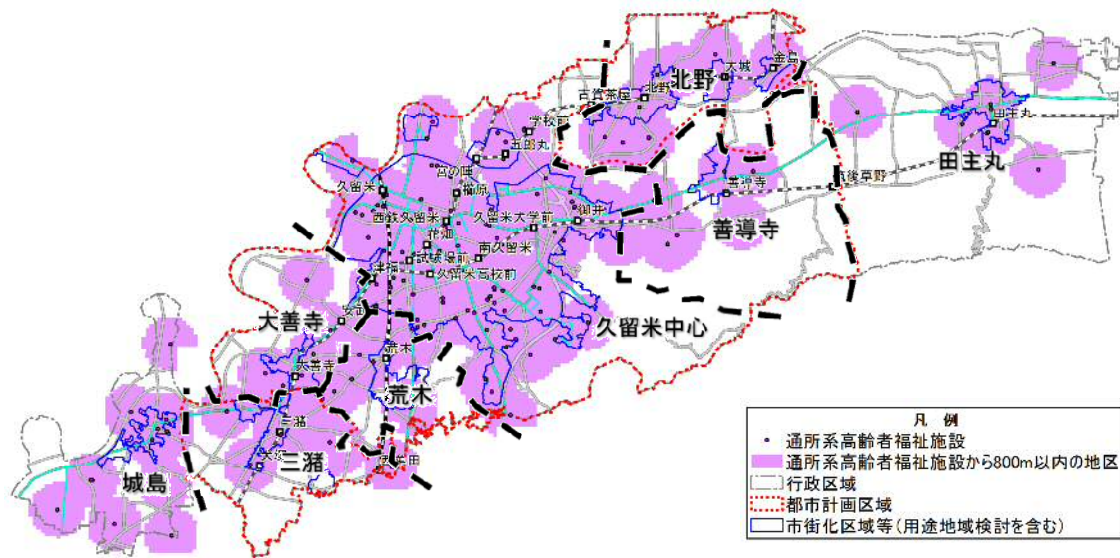 金島
大城
北野
北野
古賀茶屋
学校前
五郎丸
田主丸
田主丸
宮の陣
久留米
櫛原
善導寺
筑後草野
西鉄久留米
久留米大学前
御井
善導寺
花畑
南久留米
試験場前
津福
久留米高校前
大善寺
安武
久留米中心
荒木
大善寺
荒木
三潴
三潴
城島
凡 例
通所系高齢者福祉施設
通所系高齢者福祉施設から800m以内の地区
行政区域
都市計画区域
市街化区域等(用途地域検討を含む)